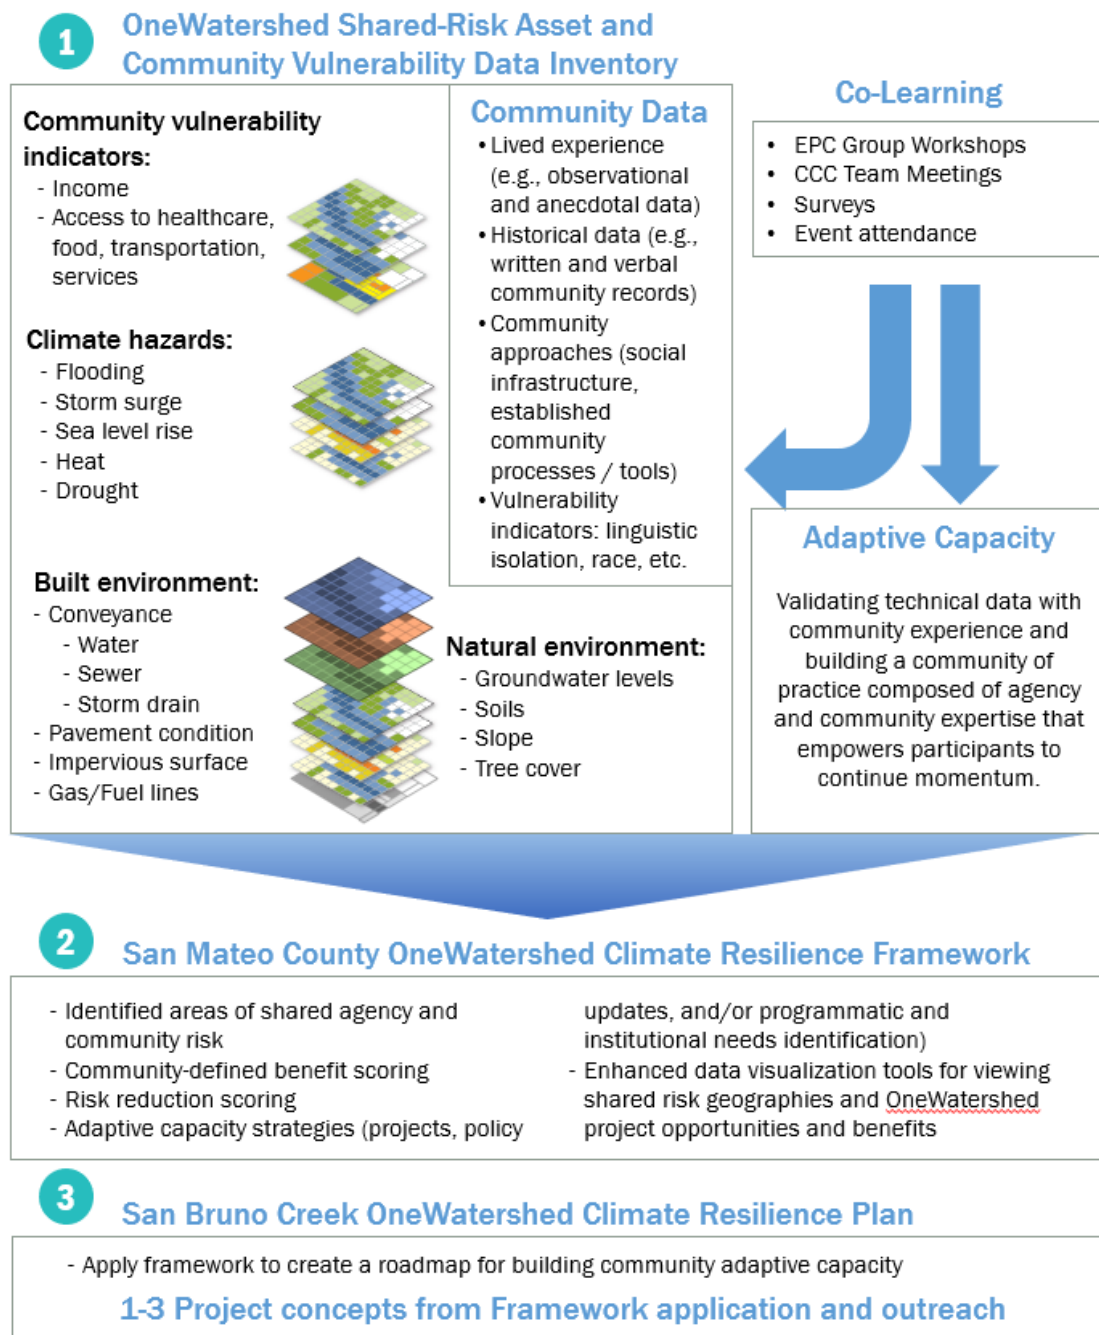 1
OneWatershed Shared-Risk Asset and
Community Vulnerability Data Inventory
Community vulnerability
indicators:
- Income
- Access to healthcare,
food, transportation,
services
Climate hazards:
- Flooding
- Storm surge
- Sea level rise
- Heat
- Drought
Built environment:
- Conveyance
- Water
- Sewer
- Storm drain
- Pavement condition
- Impervious surface
- Gas/Fuel lines
Community Data
• Lived experience
(e.g., observational
and anecdotal data)
• Historical data (e.g.,
written and verbal
community records)
• Community
approaches (social
infrastructure,
established
community
processes / tools)
• Vulnerability
indicators: linguistic
isolation, race, etc.
Natural environment:
- Groundwater levels
- Soils
- Slope
- Tree cover
Co-Learning
• EPC Group Workshops
• CCC Team Meetings
• Surveys
• Event attendance
Adaptive Capacity
Validating technical data with
community experience and
building a community of
practice composed of agency
and community expertise that
empowers participants to
continue momentum.
2
San Mateo County OneWatershed Climate Resilience Framework
- Identified areas of shared agency and
community risk
- Community-defined benefit scoring
- Risk reduction scoring
- Adaptive capacity strategies (projects, policy
updates, and/or programmatic and
institutional needs identification)
- Enhanced data visualization tools for viewing
shared risk geographies and OneWatershed
project opportunities and benefits
3
San Bruno Creek OneWatershed Climate Resilience Plan
- Apply framework to create a roadmap for building community adaptive capacity
1-3 Project concepts from Framework application and outreach